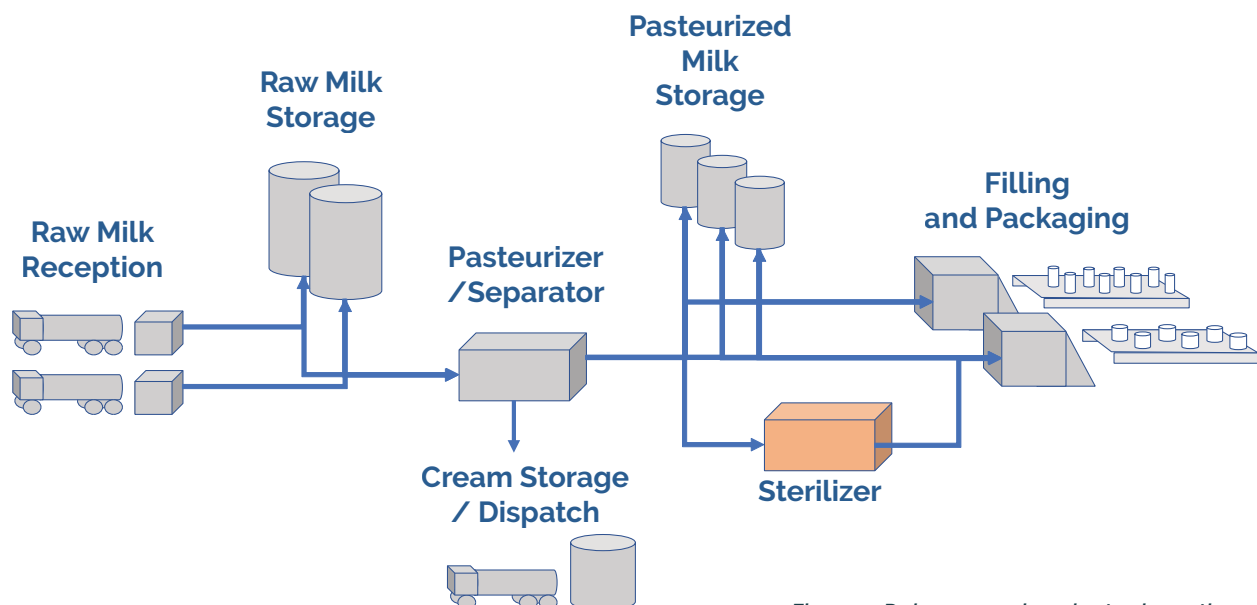 Pasteurized
Milk
Storage
Raw Milk
Storage
Filling
and Packaging
Raw Milk
Reception
Pasteurizer
/Separator
Cream Storage
/ Dispatch
Sterilizer